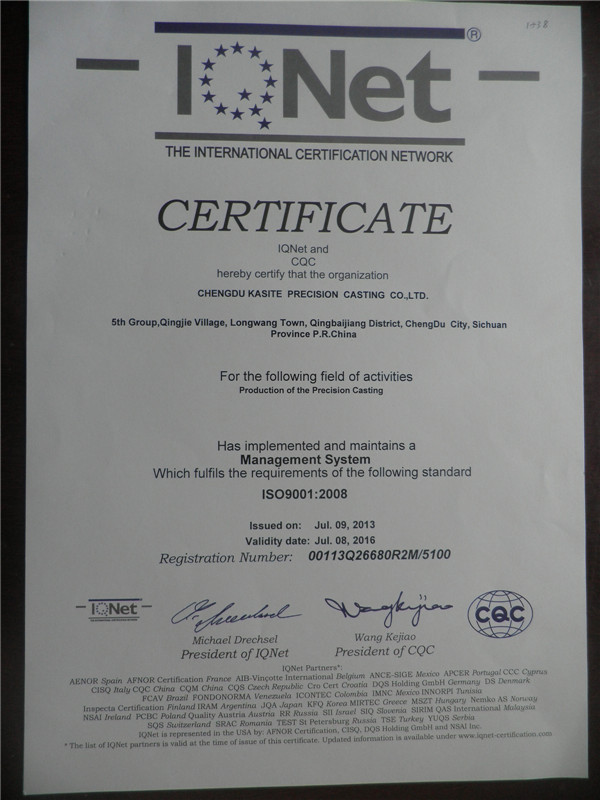 1438
IQNet®
THE INTERNATIONAL CERTIFICATION NETWORK
CERTIFICATE
IQNet and
CQC
hereby certify that the organization
CHENGDU KASITE PRECISION CASTING CO.,LTD.
5th Group,Qingjie Village, Longwang Town, Qingbaijiang District, ChengDu City, Sichuan
Province P.R.China
For the following field of activities
Production of the Precision Casting
Has implemented and maintains a
Management System
Which fulfils the requirements of the following standard
ISO9001:2008
Issued on: Jul. 09, 2013
Validity date: Jul. 08, 2016
Registration Number: 00113Q26680R2M/5100
IQNet
CQC
Michael Drechsel
President of IQNet
Wang Kejiao
President of CQC
IQNet Partners*:
AENOR Spain AFNOR Certification France AIB-Vinçotte International Belgium ANCE-SIGE Mexico APCER Portugal CCC Cyprus
CISQ Italy CQC China CQM China CQS Czech Republic Cro Cert Croatia DQS Holding GmbH Germany DS Denmark
FCAV Brazil FONDONORMA Venezuela ICONTEC Colombia IMNC Mexico INNORPI Tunisia
Inspecta Certification Finland IRAM Argentina JQA Japan KFQ Korea MIRTEC Greece MSZT Hungary Nemko AS Norway
NSAI Ireland PCBC Poland Quality Austria Austria RR Russia SII Israel SIQ Slovenia SIRIM QAS International Malaysia
SQS Switzerland SRAC Romania TEST St Petersburg Russia TSE Turkey YUQS Serbia
IQNet is represented in the USA by: AFNOR Certification, CISQ, DQS Holding GmbH and NSAI Inc.
* The list of IQNet partners is valid at the time of issue of this certificate. Updated information is available under www.iqnet-certification.com